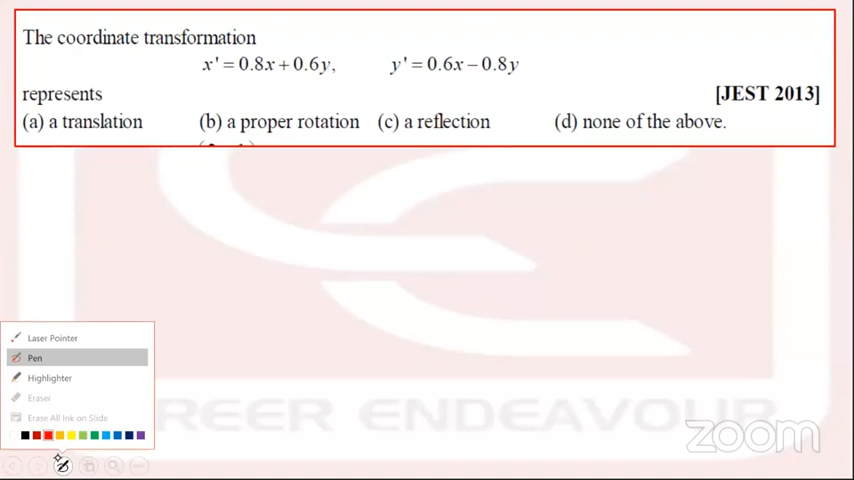 The coordinate transformation
x' = 0.8x + 0.6y, y' = 0.6x − 0.8y
represents [JEST 2013]
(a) a translation (b) a proper rotation (c) a reflection (d) none of the above.
Laser Pointer
Pen
Highlighter
Eraser
Erase All Ink on Slide
REER ENDEAVOUR
zoom